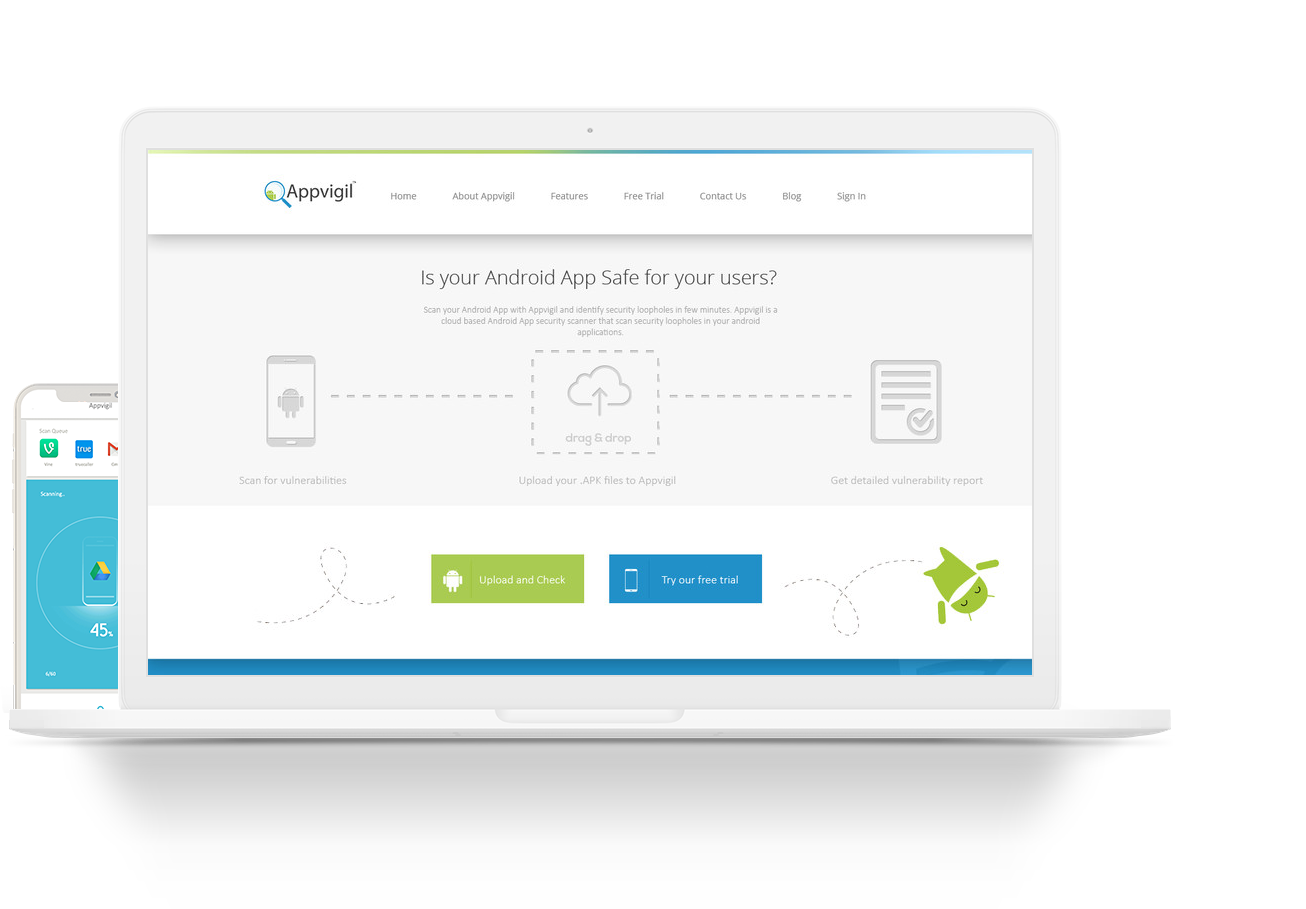 Appvigil™
Home
About Appvigil
Features
Free Trial
Contact Us
Blog
Sign In
Is your Android App Safe for your users?
Scan your Android App with Appvigil and identify security loopholes in few minutes. Appvigil is a
cloud based Android App security scanner that scan security loopholes in your android
applications.
drag & drop
Scan for vulnerabilities
Upload your .APK files to Appvigil
Get detailed vulnerability report
Upload and Check
Try our free trial
Appvigil
Scan Queue
true
Vine
truecaller
Scanning..
45%
6/60